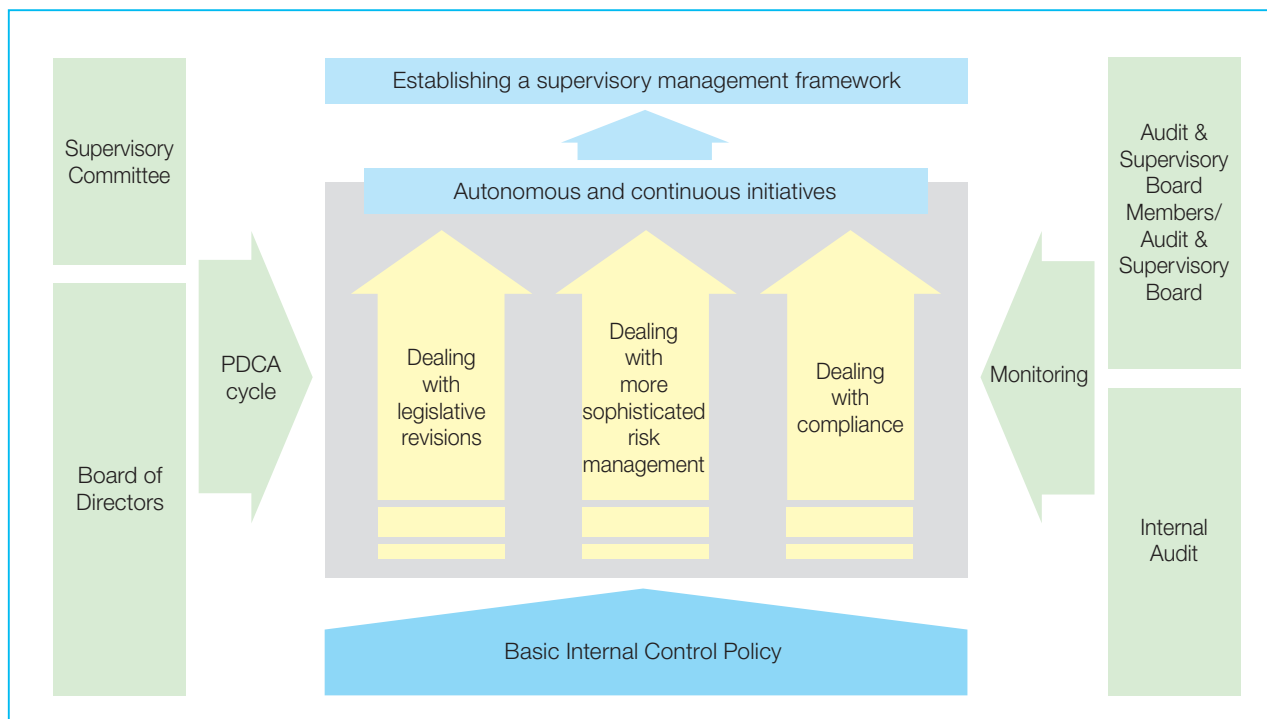 Establishing a supervisory management framework
Supervisory
Committee
Audit &
Supervisory
Board
Members/
Audit &
Supervisory
Board
Autonomous and continuous initiatives
PDCA
cycle
Dealing
with
legislative
revisions
Dealing
with
more
sophisticated
risk
management
Dealing
with
compliance
Monitoring
Board of
Directors
Internal
Audit
Basic Internal Control Policy